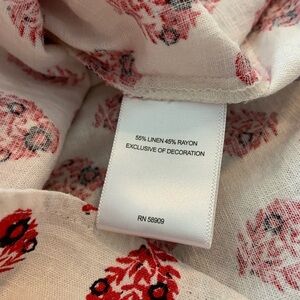 55% LINEN 45% RAYON
EXCLUSIVE OF DECORATION
RN 58909